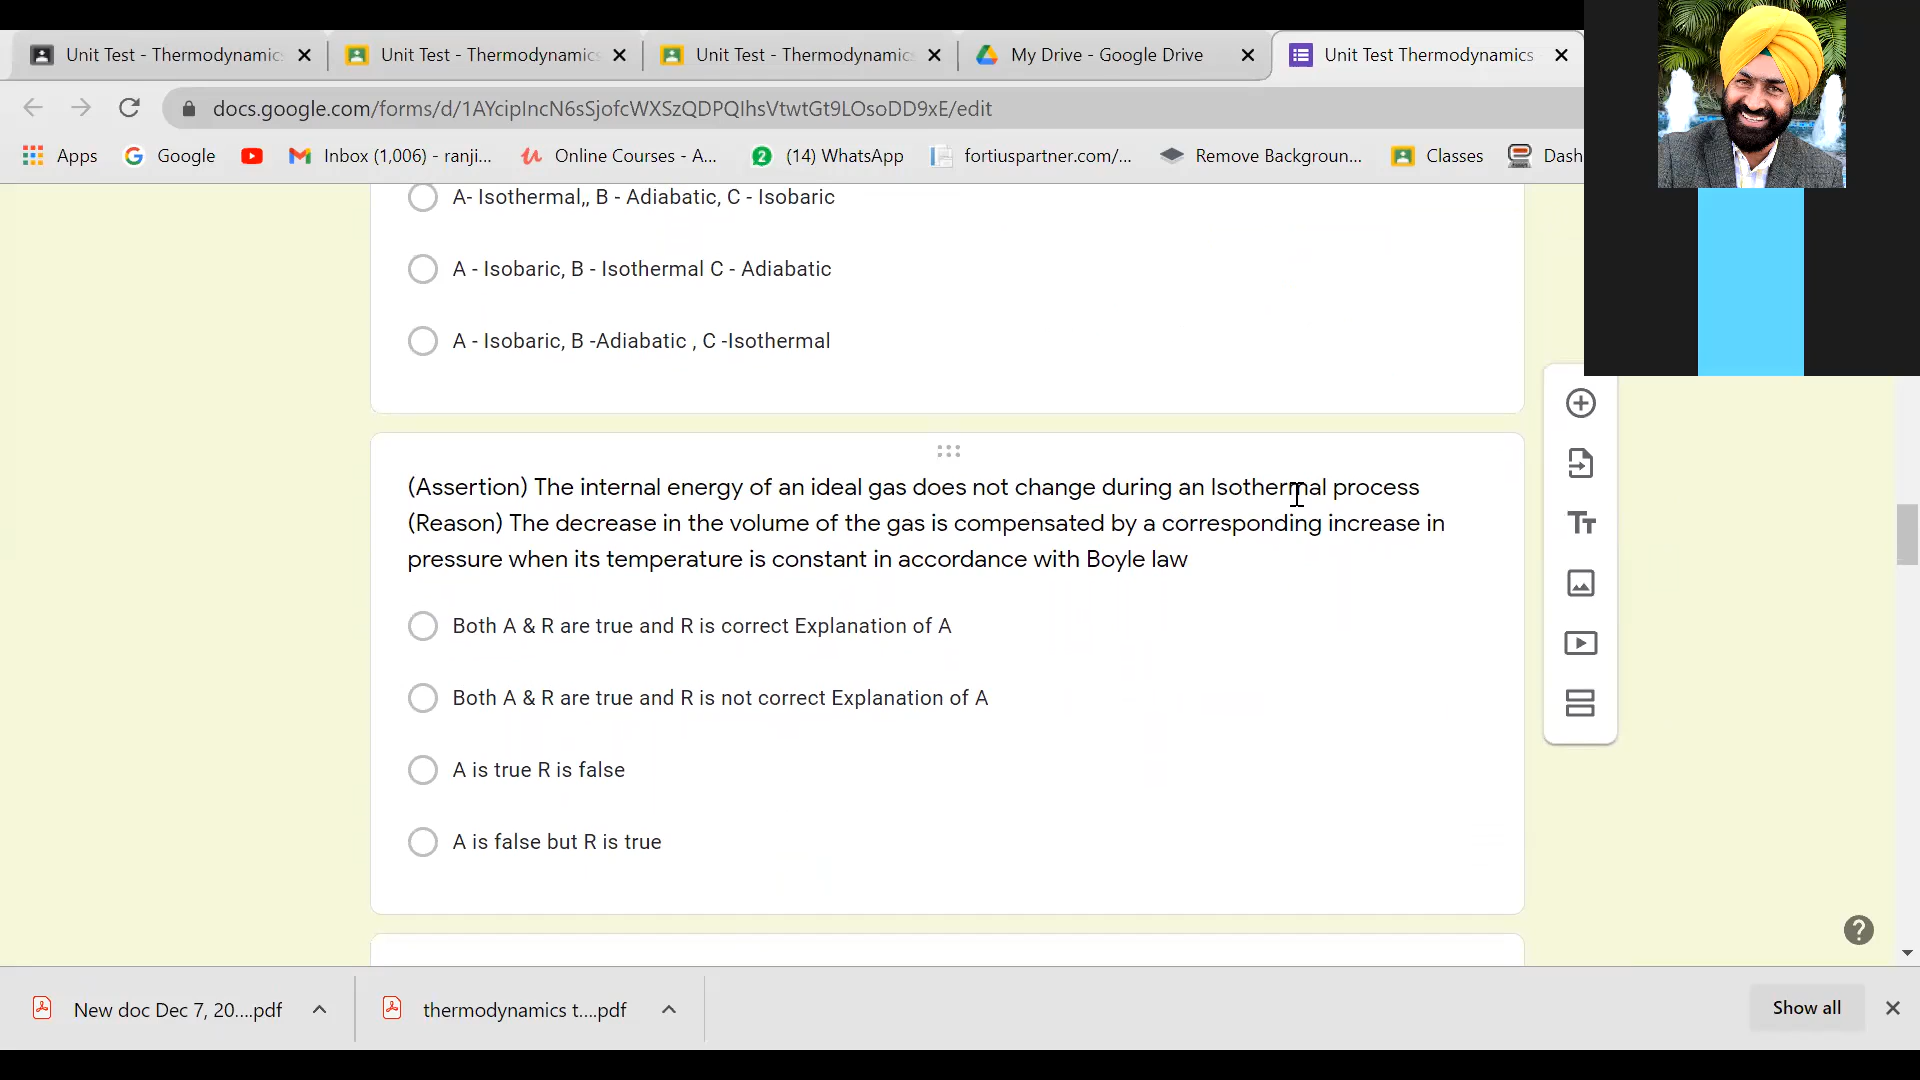 Unit Test - Thermodynamics
Unit Test - Thermodynamics
Unit Test - Thermodynamics
My Drive - Google Drive
Unit Test Thermodynamics
docs.google.com/forms/d/1AYcipIncN6sSjofcWXSzQDPQIhsVtwtGt9LOsoDD9xE/edit
Apps
Google
Inbox (1,006) - ranji...
Online Courses - A...
2
(14) WhatsApp
fortiuspartner.com/...
Remove Backgroun...
Classes
Dash
A- Isothermal,, B - Adiabatic, C - Isobaric
A - Isobaric, B - Isothermal C - Adiabatic
A - Isobaric, B -Adiabatic , C -Isothermal
(Assertion) The internal energy of an ideal gas does not change during an Isothermal process
(Reason) The decrease in the volume of the gas is compensated by a corresponding increase in
pressure when its temperature is constant in accordance with Boyle law
Both A & R are true and R is correct Explanation of A
Both A & R are true and R is not correct Explanation of A
A is true R is false
A is false but R is true
New doc Dec 7, 20....pdf
thermodynamics t....pdf
Show all